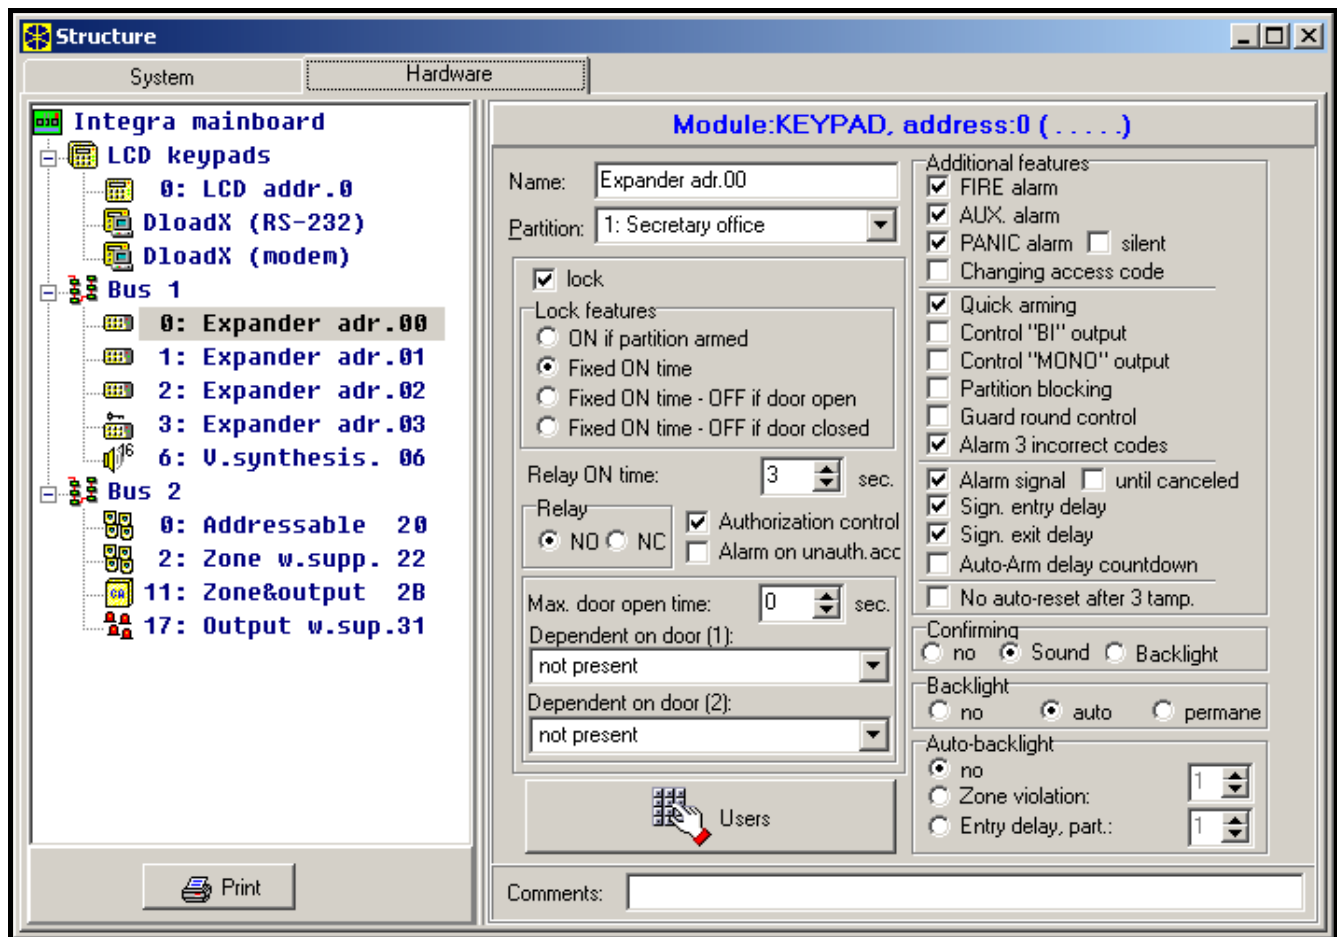 Structure
System
Hardware
Integra mainboard
LCD keypads
0: LCD addr.0
DloadX (RS-232)
DloadX (modem)
Bus 1
0: Expander adr.00
1: Expander adr.01
2: Expander adr.02
3: Expander adr.03
16
6: V.synthesis. 06
Bus 2
0: Addressable 20
2: Zone w.supp. 22
CA
11: Zone&output 2B
17: Output w.sup.31
Print
Module:KEYPAD, address:0 ( . . . . .)
Name: Expander adr.00
Partition: 1: Secretary office
lock
Lock features
ON if partition armed
Fixed ON time
Fixed ON time - OFF if door open
Fixed ON time - OFF if door closed
Relay ON time: 3 sec.
Relay
NO NC
Authorization control
Alarm on unauth.acc
Max. door open time: 0 sec.
Dependent on door (1):
not present
Dependent on door (2):
not present
Users
Additional features
FIRE alarm
AUX. alarm
PANIC alarm silent
Changing access code
Quick arming
Control "BI" output
Control "MONO" output
Partition blocking
Guard round control
Alarm 3 incorrect codes
Alarm signal until canceled
Sign. entry delay
Sign. exit delay
Auto-Arm delay countdown
No auto-reset after 3 tamp.
Confirming
no Sound Backlight
Backlight
no auto permane
Auto-backlight
no
Zone violation: 1
Entry delay, part.: 1
Comments: